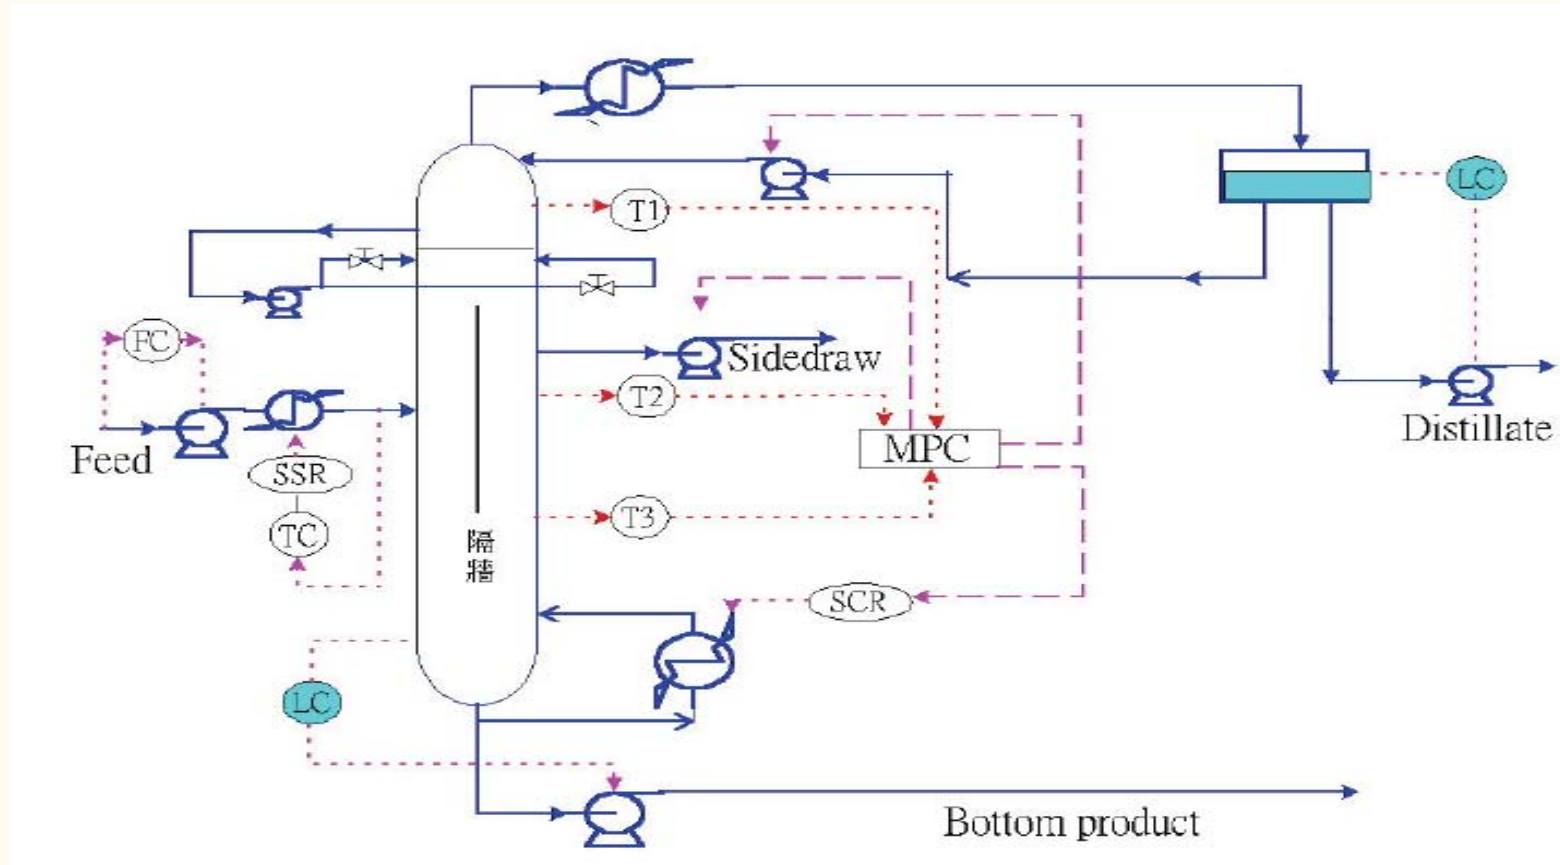 LC
T1
FC
Sidedraw
T2
Feed
MPC
Distillate
SSR
T3
TC
隔
牆
SCR
LC
Bottom product